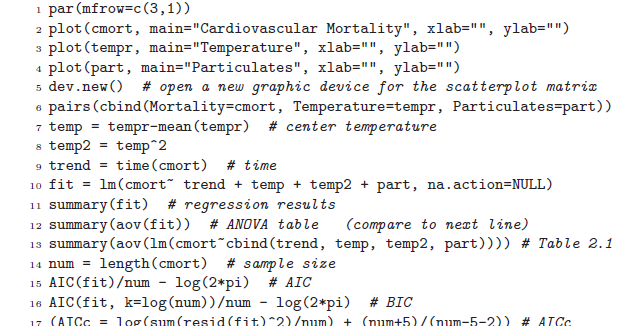 1 par(mfrow=c(3,1))
2 plot(cmort, main="Cardiovascular Mortality", xlab="", ylab="")
3 plot(tempr, main="Temperature", xlab="", ylab="")
4 plot(part, main="Particulates", xlab="", ylab="")
5 dev.new() # open a new graphic device for the scatterplot matrix
6 pairs(cbind(Mortality=cmort, Temperature=tempr, Particulates=part))
7 temp = tempr-mean(tempr) # center temperature
8 temp2 = temp^2
9 trend = time(cmort) # time
10 fit = lm(cmort~ trend + temp + temp2 + part, na.action=NULL)
11 summary(fit) # regression results
12 summary(aov(fit)) # ANOVA table (compare to next line)
13 summary(aov(lm(cmort~cbind(trend, temp, temp2, part)))) # Table 2.1
14 num = length(cmort) # sample size
15 AIC(fit)/num - log(2*pi) # AIC
16 AIC(fit, k=log(num))/num - log(2*pi) # BIC
17 (AICc = log(sum(resid(fit)^2)/num) + (num+5)/(num-5-2)) # AICc